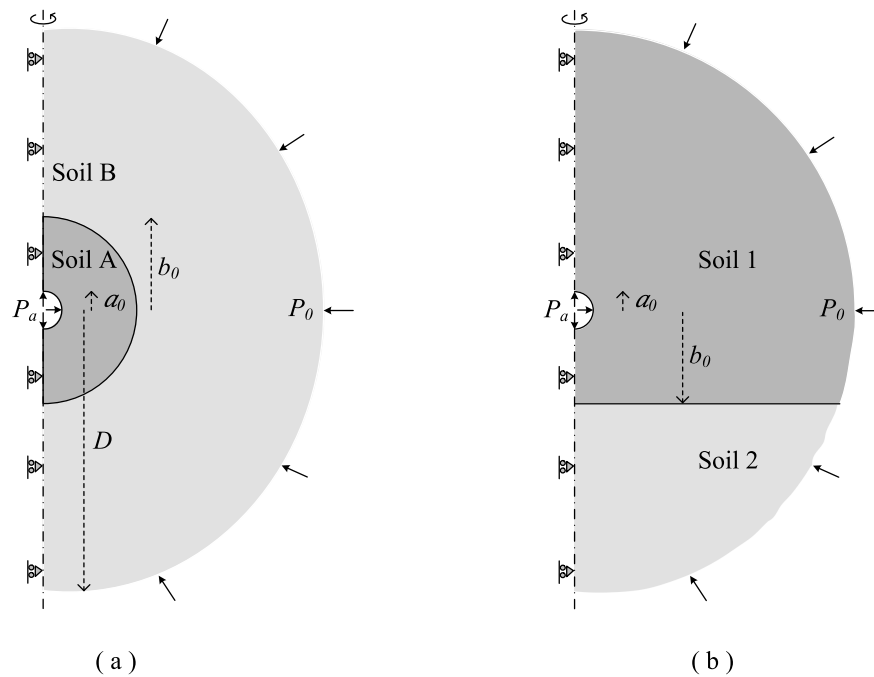 Soil B
Soil A
b0
a0
Pa
P0
D
( a )
Soil 1
a0
Pa
P0
b0
Soil 2
( b )